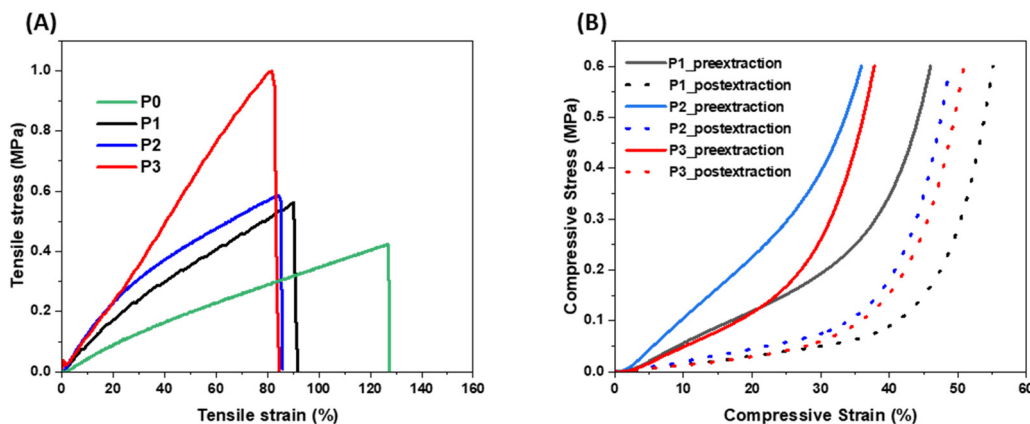 (A)
Tensile stress (MPa)
1.0
0.8
0.6
0.4
0.2
0.0
P0
P1
P2
P3
0 20 40 60 80 100 120 140 160
Tensile strain (%)
(B)
Compressive Stress (MPa)
0.6
0.5
0.4
0.3
0.2
0.1
0.0
P1_preextraction
P1_postextraction
P2_preextraction
P2_postextraction
P3_preextraction
P3_postextraction
0 10 20 30 40 50 60
Compressive Strain (%)